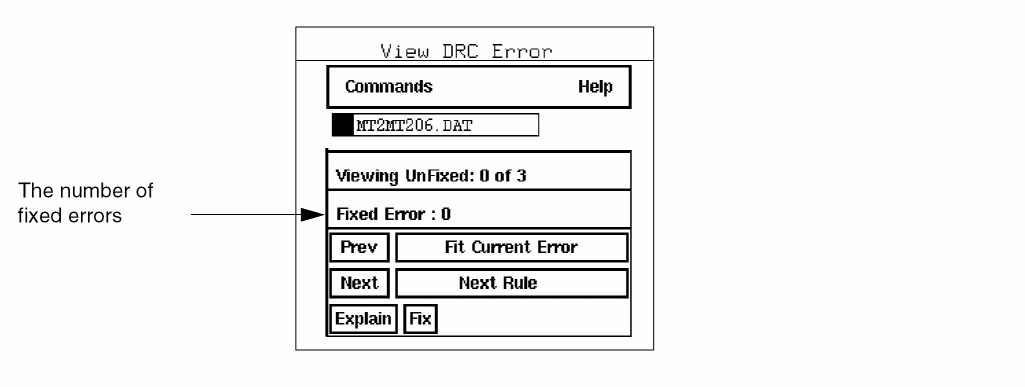 View DRC Error
Commands Help
MT2MT206.DAT
Viewing UnFixed: 0 of 3
The number of
fixed errors
Fixed Error : 0
Prev Fit Current Error
Next Next Rule
Explain Fix